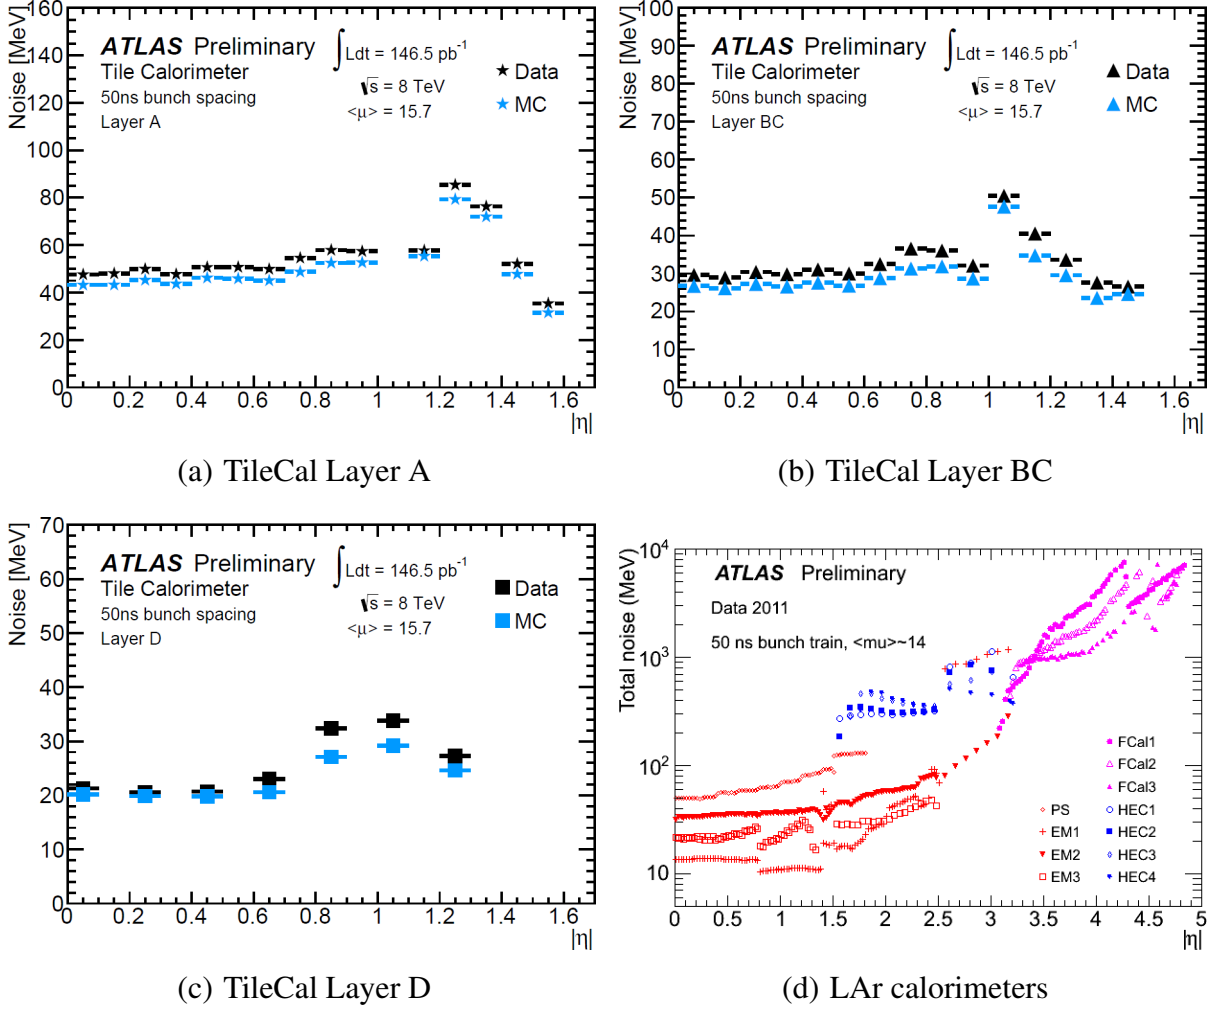 Noise [MeV]
160
140
120
100
80
60
40
20
0
ATLAS Preliminary
Tile Calorimeter
50ns bunch spacing
Layer A
∫Ldt = 146.5 pb⁻¹
√s = 8 TeV
<μ> = 15.7
Data
MC
0 0.2 0.4 0.6 0.8 1 1.2 1.4 1.6
|η|
(a) TileCal Layer A
Noise [MeV]
100
90
80
70
60
50
40
30
20
10
0
ATLAS Preliminary
Tile Calorimeter
50ns bunch spacing
Layer BC
∫Ldt = 146.5 pb⁻¹
√s = 8 TeV
<μ> = 15.7
Data
MC
0 0.2 0.4 0.6 0.8 1 1.2 1.4 1.6
|η|
(b) TileCal Layer BC
Noise [MeV]
70
60
50
40
30
20
10
0
ATLAS Preliminary
Tile Calorimeter
50ns bunch spacing
Layer D
∫Ldt = 146.5 pb⁻¹
√s = 8 TeV
<μ> = 15.7
Data
MC
0 0.2 0.4 0.6 0.8 1 1.2 1.4 1.6
|η|
(c) TileCal Layer D
Total noise (MeV)
10⁴
10³
10²
10
ATLAS Preliminary
Data 2011
50 ns bunch train, <mu>~14
FCal1
FCal2
FCal3
PS HEC1
EM1 HEC2
EM2 HEC3
EM3 HEC4
0 0.5 1 1.5 2 2.5 3 3.5 4 4.5 5
|η|
(d) LAr calorimeters